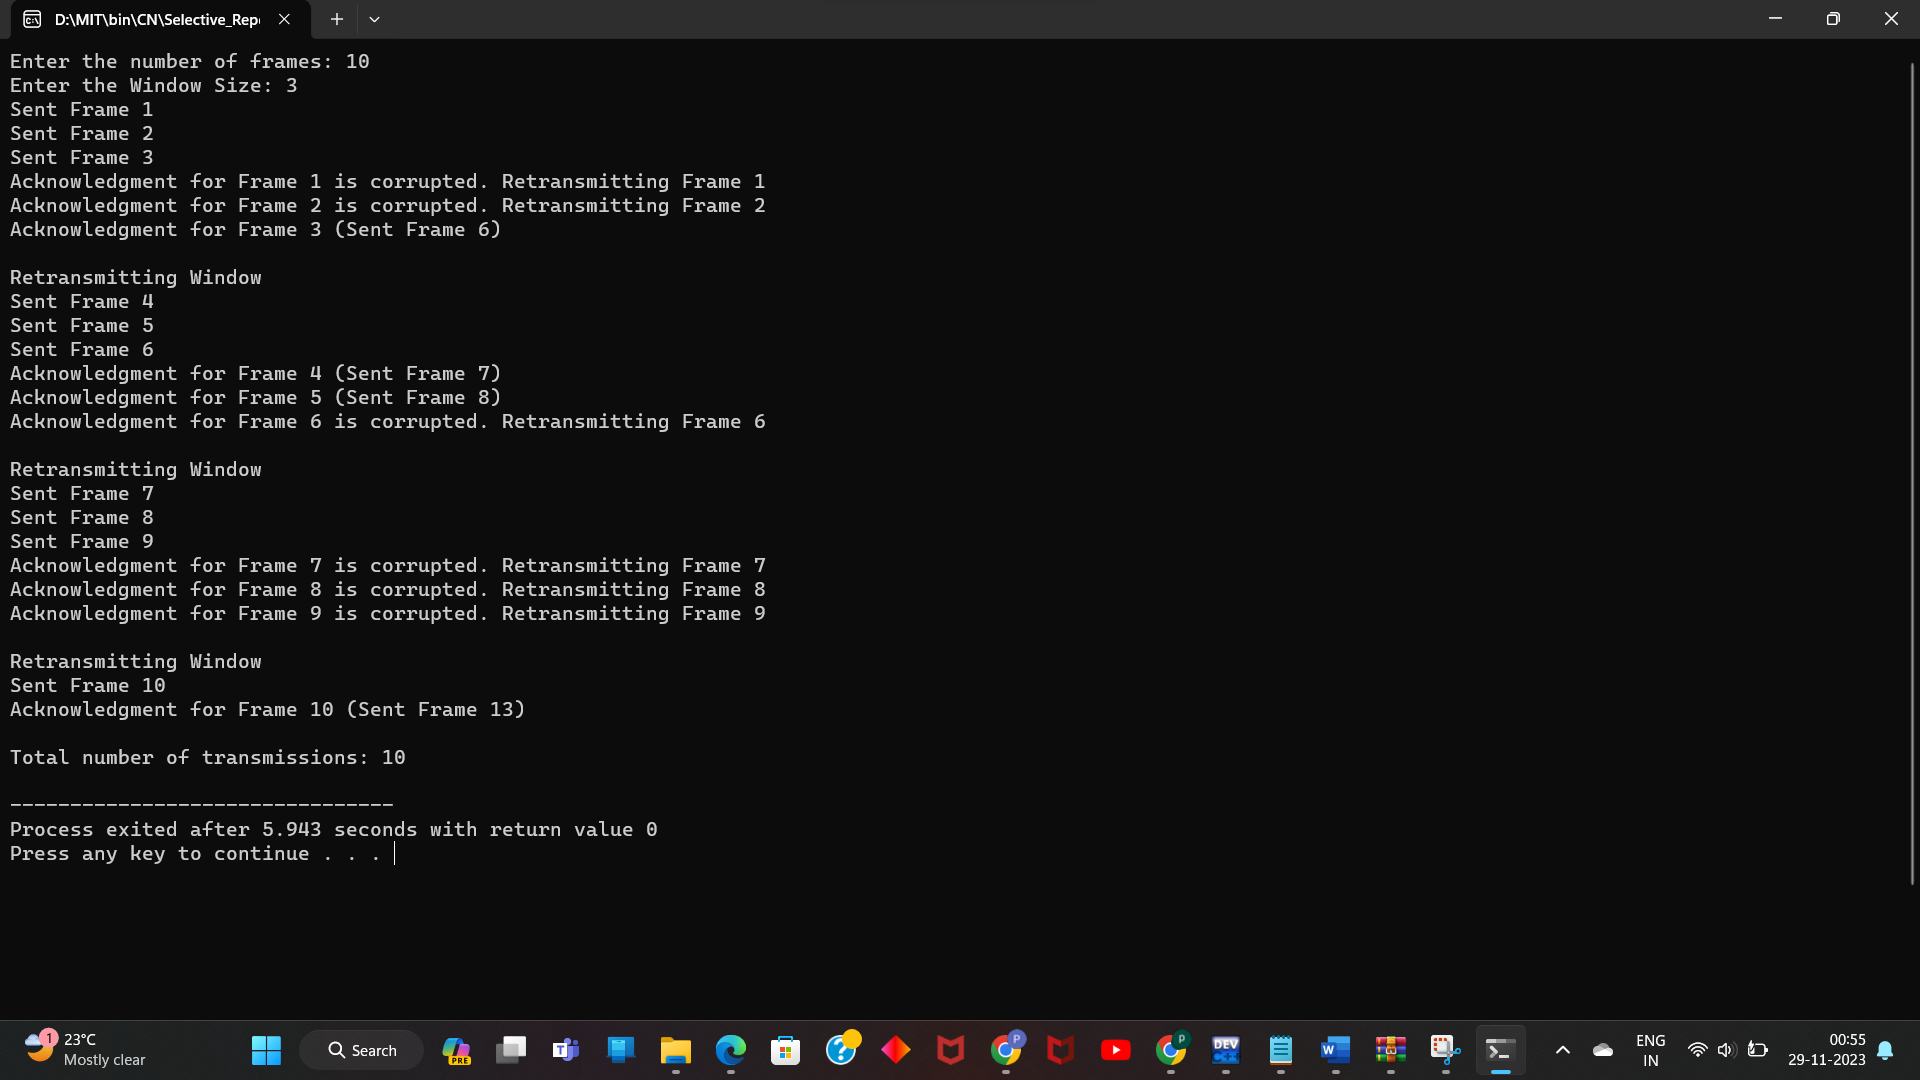 D:\MIT\bin\CN\Selective_Rep
Enter the number of frames: 10
Enter the Window Size: 3
Sent Frame 1
Sent Frame 2
Sent Frame 3
Acknowledgment for Frame 1 is corrupted. Retransmitting Frame 1
Acknowledgment for Frame 2 is corrupted. Retransmitting Frame 2
Acknowledgment for Frame 3 (Sent Frame 6)
Retransmitting Window
Sent Frame 4
Sent Frame 5
Sent Frame 6
Acknowledgment for Frame 4 (Sent Frame 7)
Acknowledgment for Frame 5 (Sent Frame 8)
Acknowledgment for Frame 6 is corrupted. Retransmitting Frame 6
Retransmitting Window
Sent Frame 7
Sent Frame 8
Sent Frame 9
Acknowledgment for Frame 7 is corrupted. Retransmitting Frame 7
Acknowledgment for Frame 8 is corrupted. Retransmitting Frame 8
Acknowledgment for Frame 9 is corrupted. Retransmitting Frame 9
Retransmitting Window
Sent Frame 10
Acknowledgment for Frame 10 (Sent Frame 13)
Total number of transmissions: 10
--------------------------------
Process exited after 5.943 seconds with return value 0
Press any key to continue . . .
1
23°C
Mostly clear
Search
PRE
P
P
DEV
C++
W
ENG
IN
00:55
29-11-2023